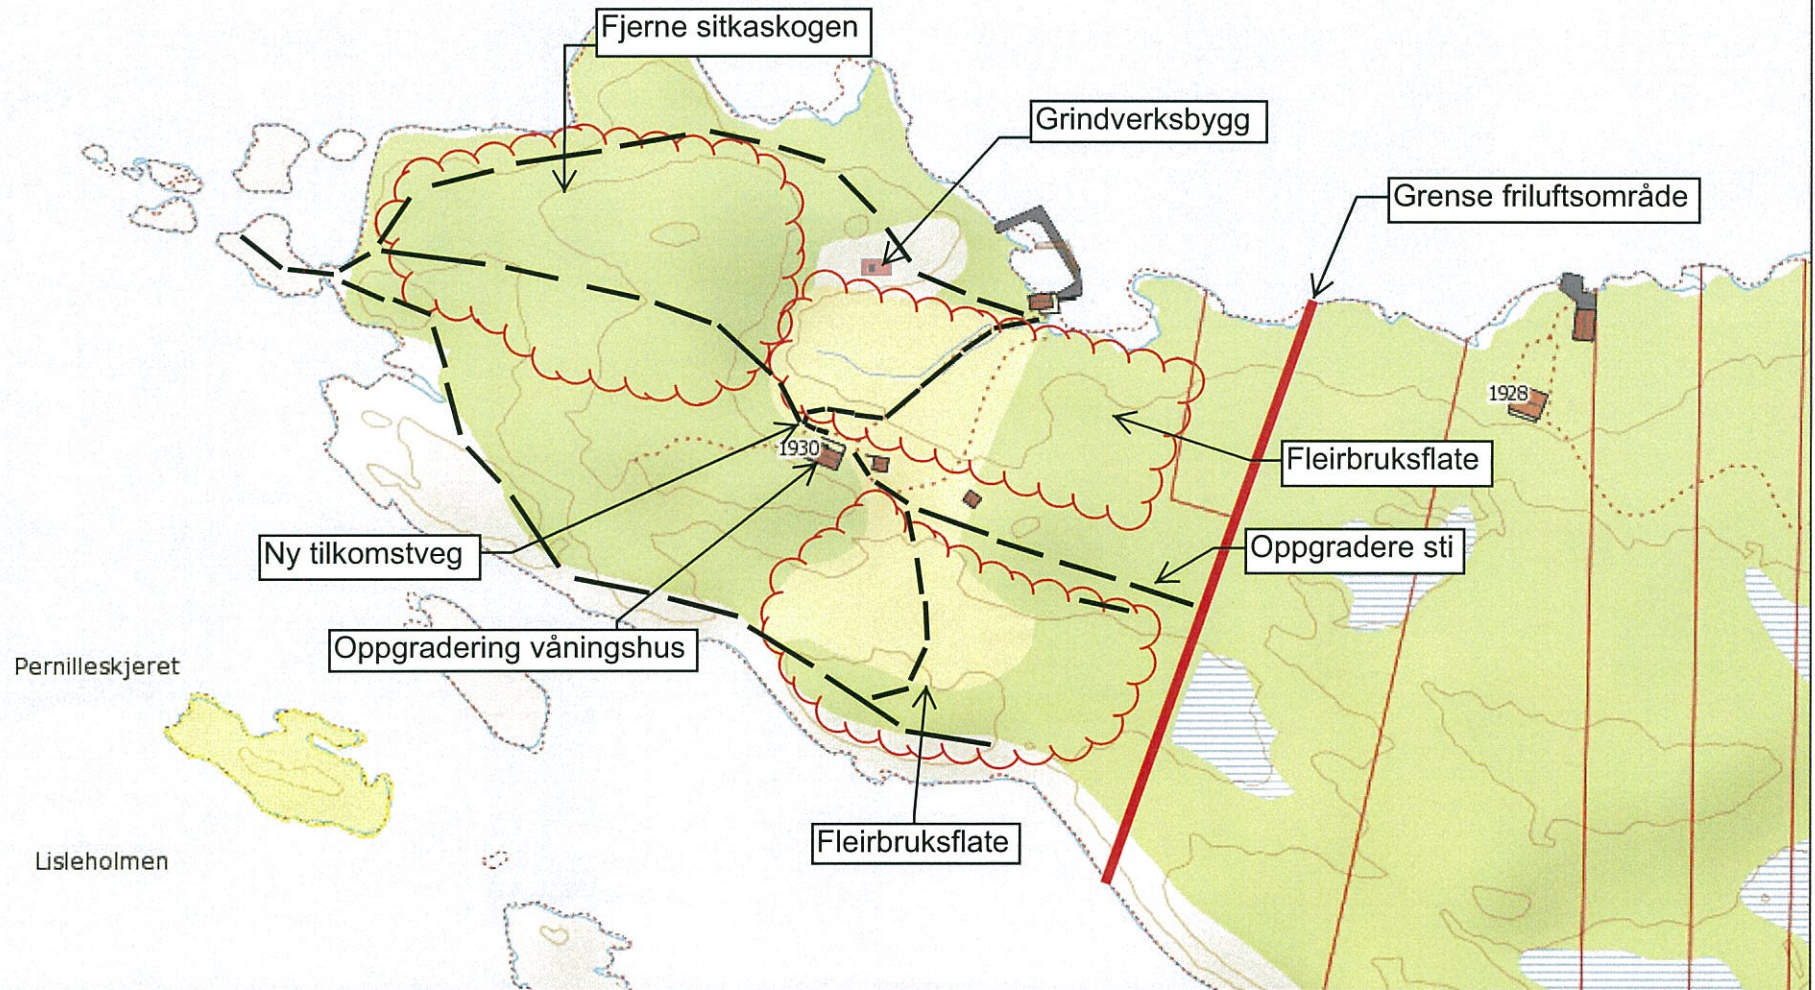 Fjerne sitkaskogen
Grindverksbygg
Grense friluftsområde
1928
1930
Fleirbruksflate
Ny tilkomstveg
Oppgradere sti
Oppgradering våningshus
Pernilleskjeret
Fleirbruksflate
Lisleholmen